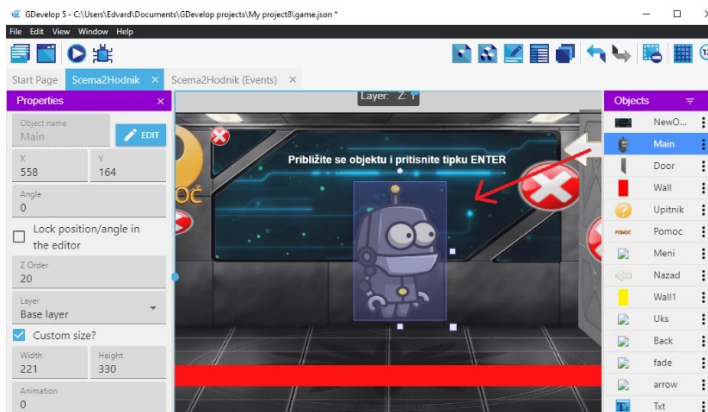 GDevelop 5 - C:\Users\Edvard\Documents\GDevelop projects\My project8\game.json *
File Edit View Window Help
Start Page
Scema2Hodnik
Scema2Hodnik (Events)
Properties
Object name
Main
EDIT
X
558
Y
164
Angle
0
Lock position/angle in
the editor
Z Order
20
Layer
Base layer
Custom size?
Width
221
Height
330
Animation
0
Layer: Z: 1
Približite se objektu i pritisnite tipku ENTER
Objects
NewO...
Main
Door
Wall
Upitnik
POMOĆ
Pomoc
Meni
Nazad
Wall1
Uks
Back
fade
arrow
Txt